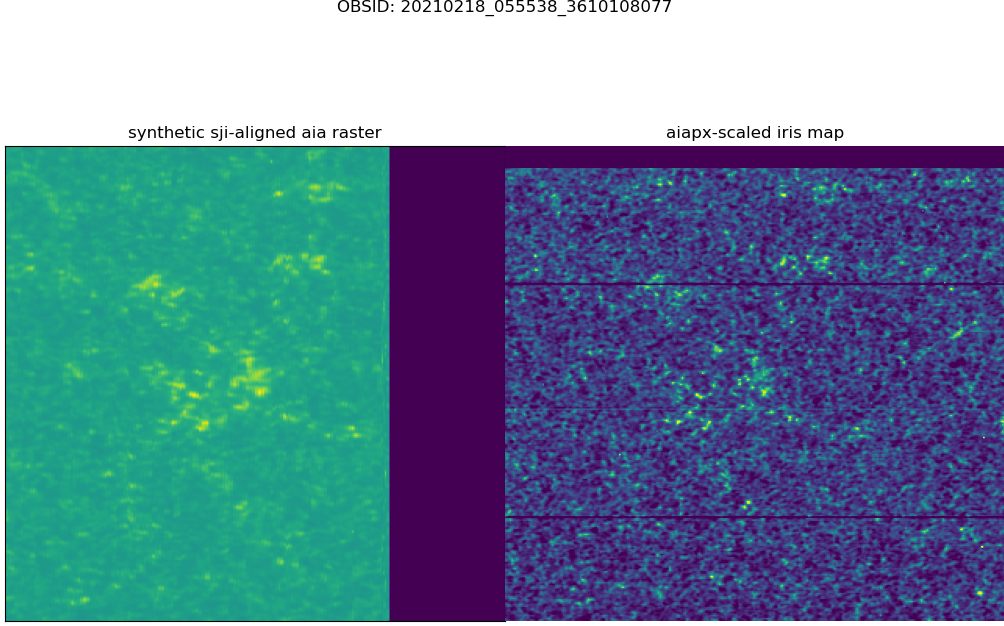 OBSID: 20210218_055538_3610108077
synthetic sji-aligned aia raster
aiapx-scaled iris map